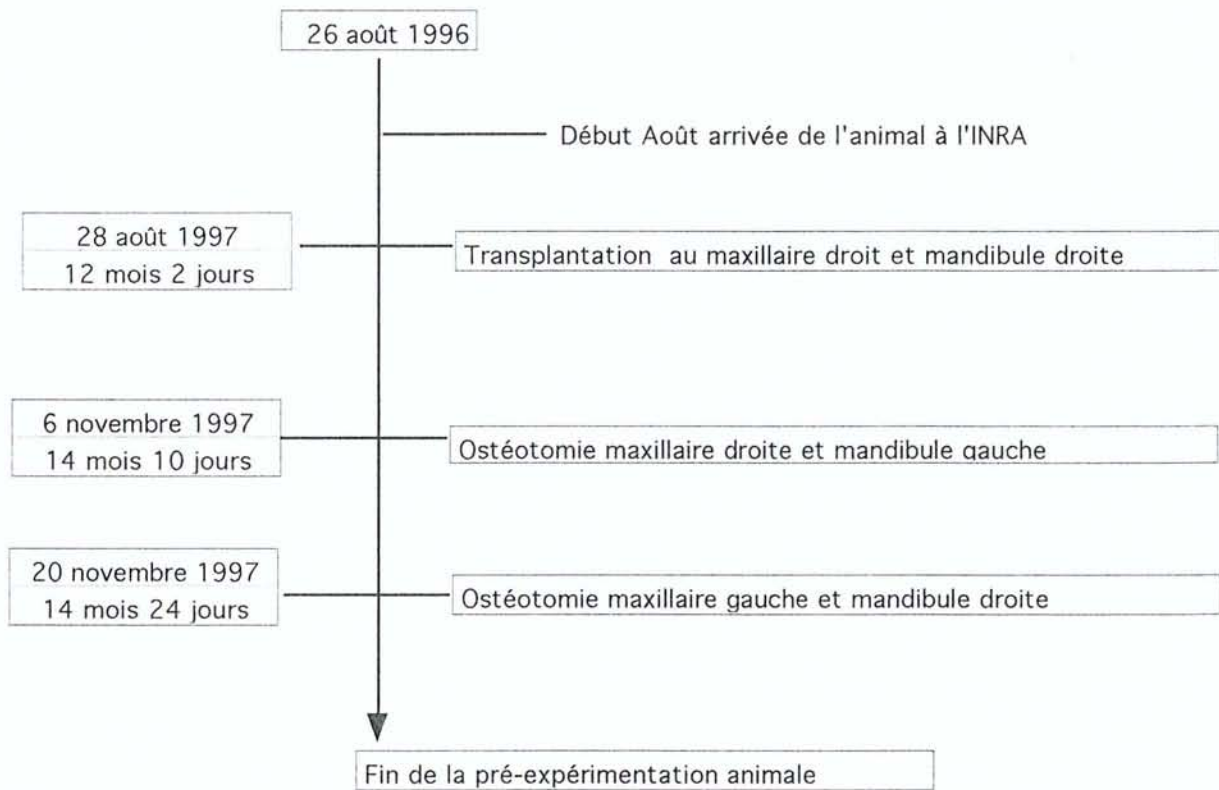 26 août 1996
Début Août arrivée de l'animal à l'INRA
28 août 1997
12 mois 2 jours
Transplantation au maxillaire droit et mandibule droite
6 novembre 1997
14 mois 10 jours
Ostéotomie maxillaire droite et mandibule gauche
20 novembre 1997
14 mois 24 jours
Ostéotomie maxillaire gauche et mandibule droite
Fin de la pré-expérimentation animale